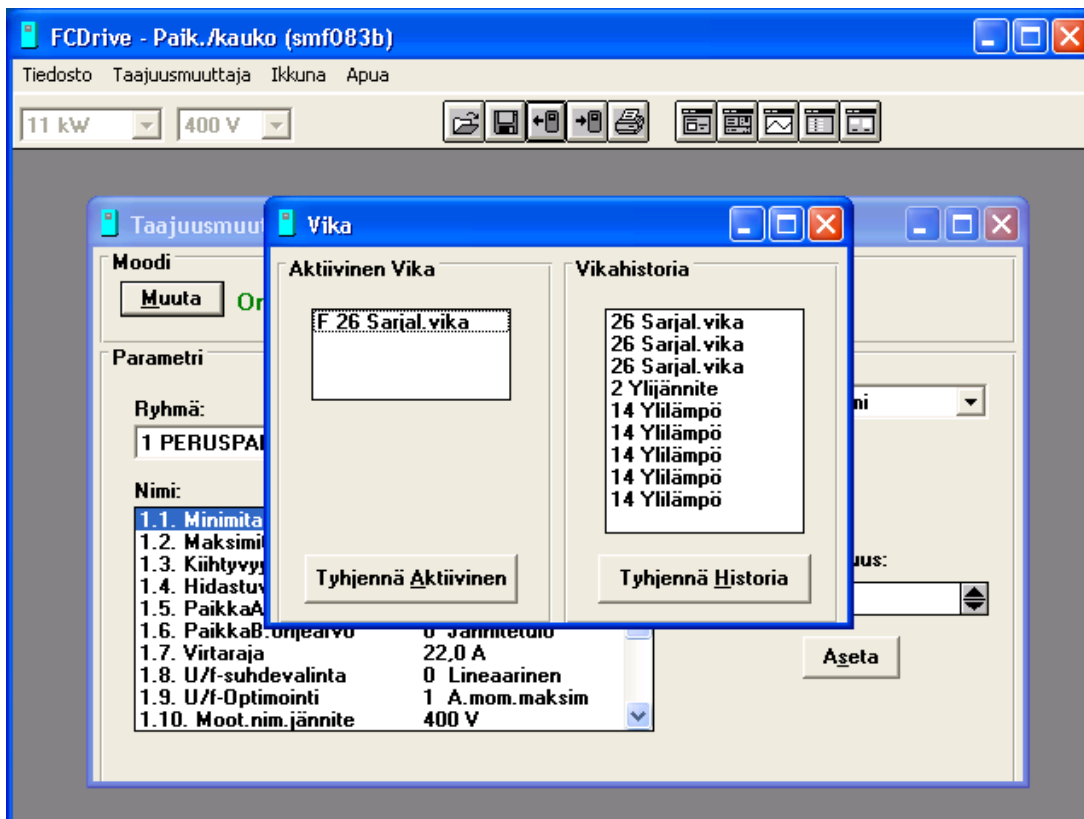 FCDrive - Paik./kauko (smf083b)
Tiedosto Taajuusmuuttaja Ikkuna Apua
11 kW 400 V
Vika
Aktiivinen Vika
F 26 Sarjal.vika
Tyhjennä Aktiivinen
Vikahistoria
26 Sarjal.vika
26 Sarjal.vika
26 Sarjal.vika
2 Ylijännite
14 Ylilämpö
14 Ylilämpö
14 Ylilämpö
14 Ylilämpö
14 Ylilämpö
Tyhjennä Historia
Moodi
Muuta
Parametri
Ryhmä:
Nimi:
1.1. Minimita
1.2. Maksimi
1.3. Kiihtyvy
1.4. Hidastuv
1.5. PaikkaA
1.6. PaikkaB.ohjearvo 0 Jännitetulo
1.7. Virtaraja 22,0 A
1.8. U/f-suhdevalinta 0 Lineaarinen
1.9. U/f-Optimointi 1 A.mom.maksim
1.10. Moot.nim.jännite 400 V
Aseta